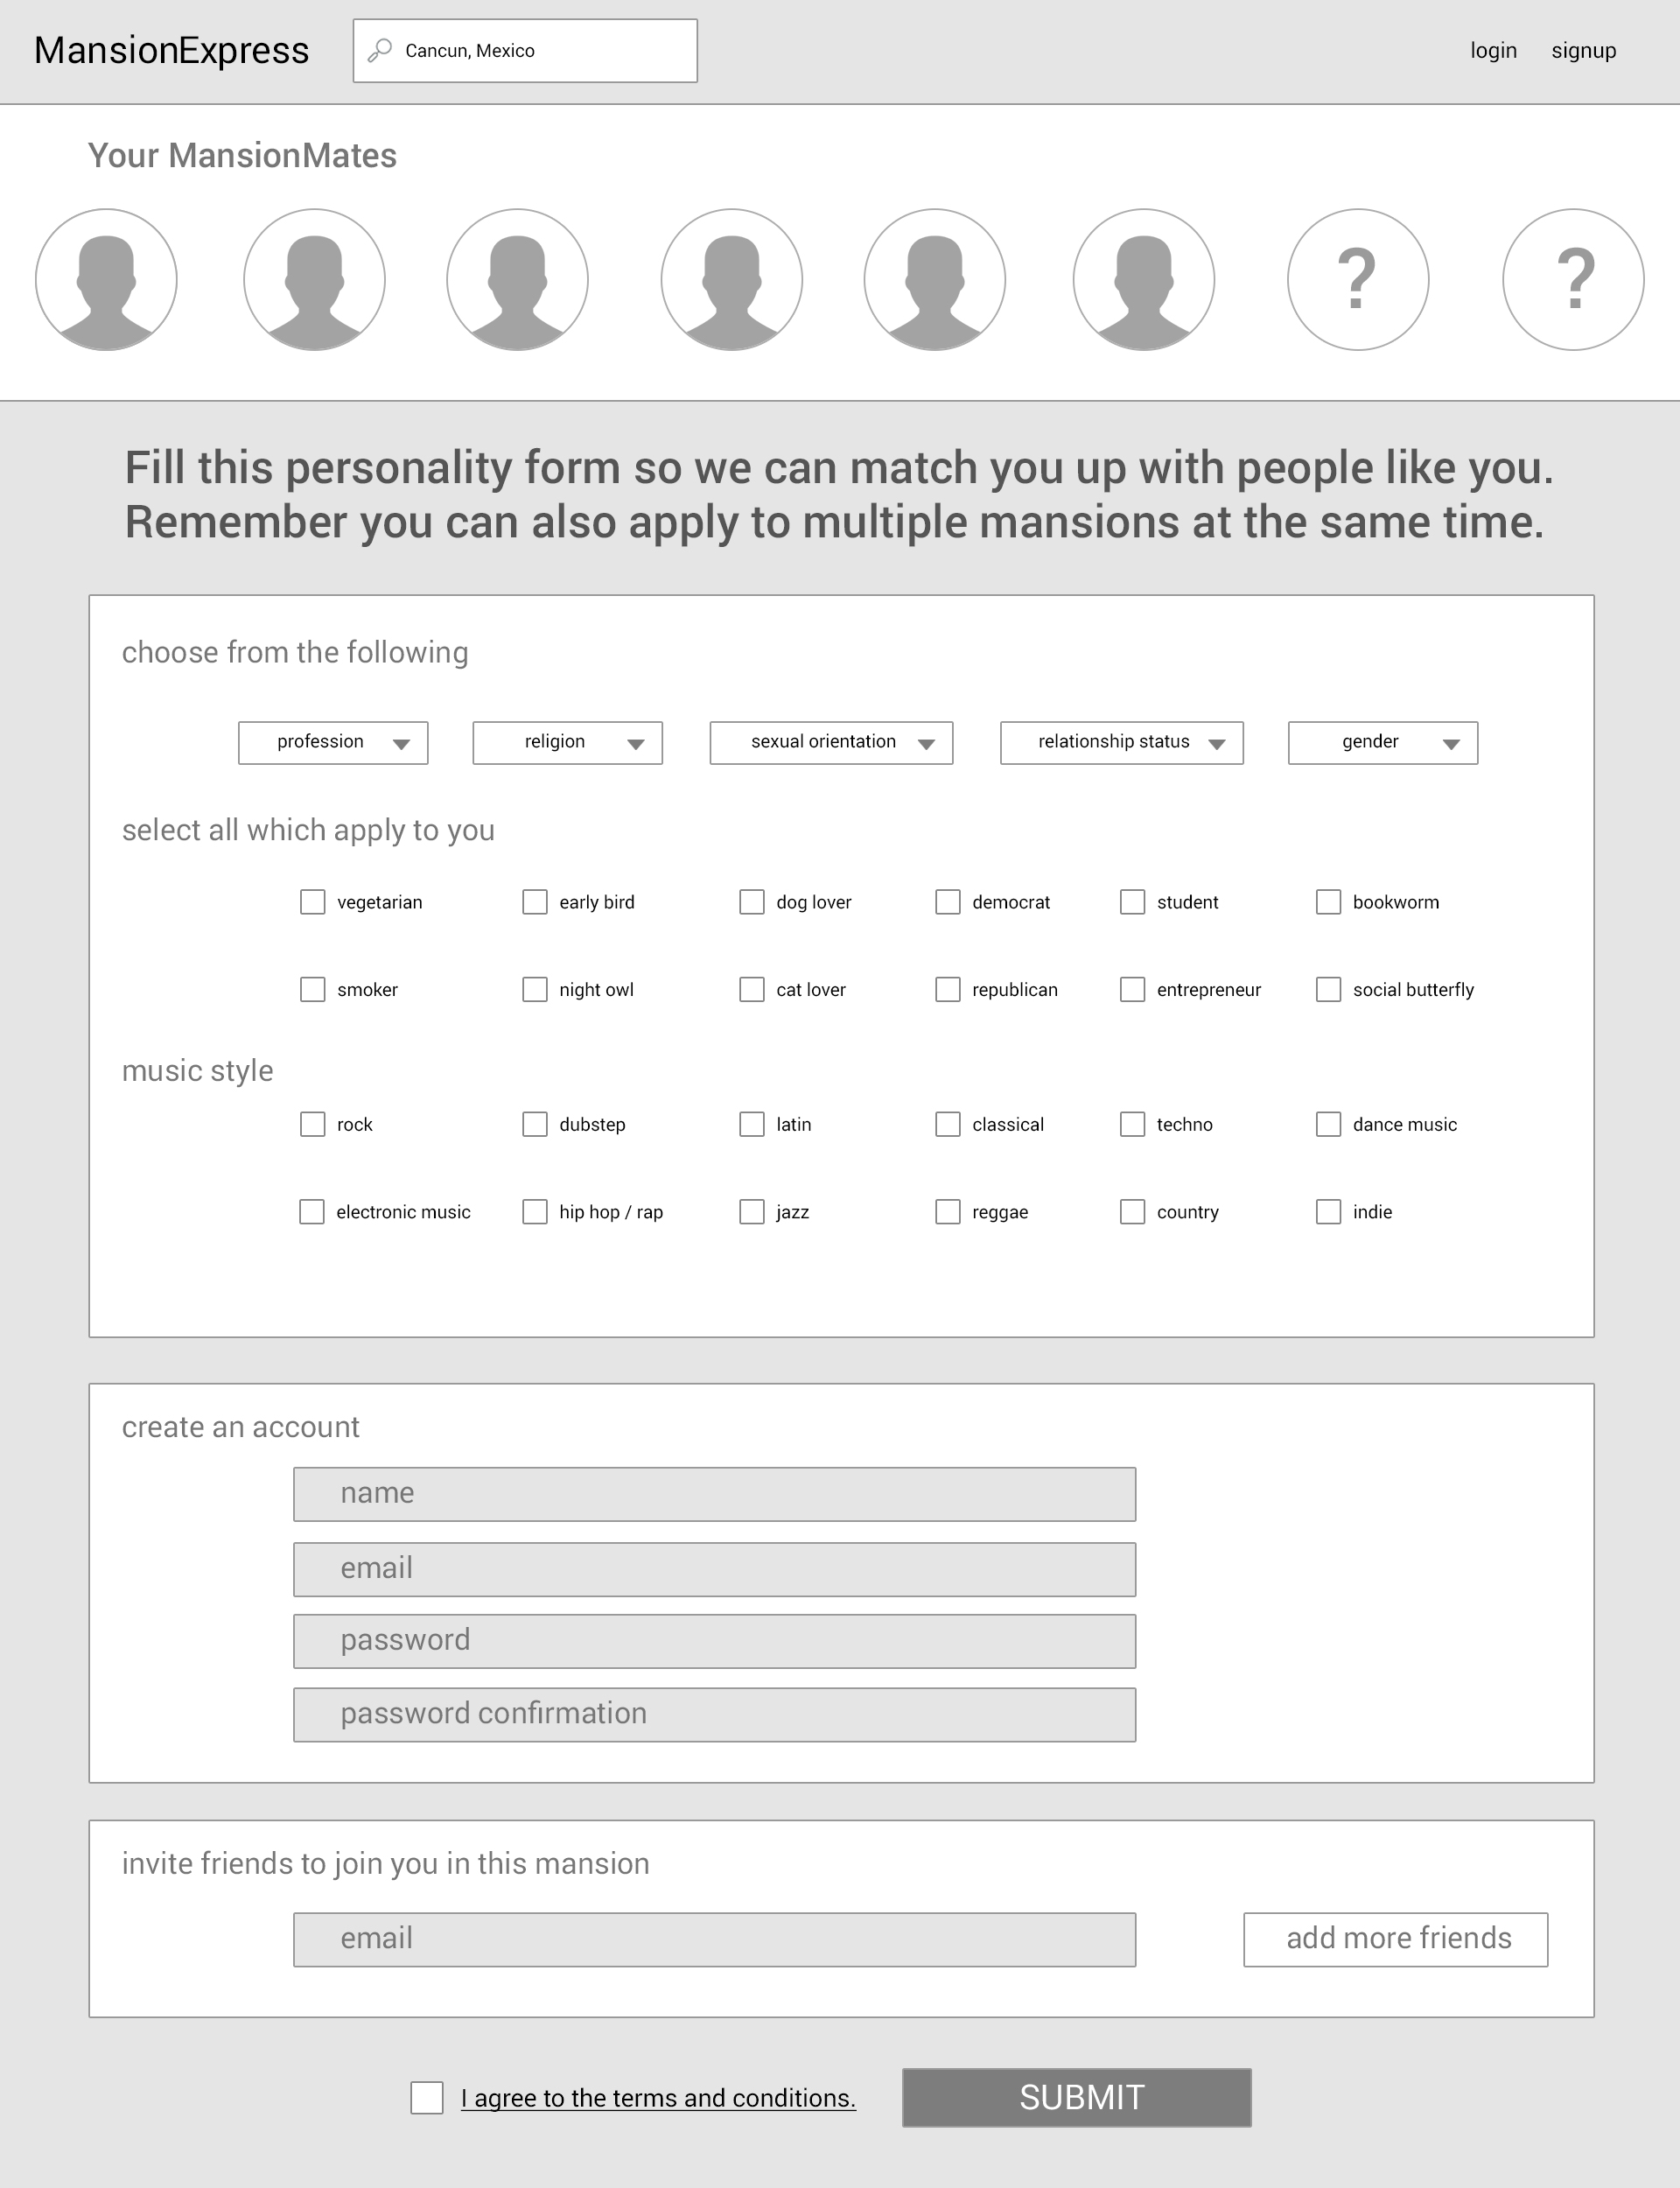 MansionExpress
Cancun, Mexico
login signup
Your MansionMates
? ?
Fill this personality form so we can match you up with people like you.
Remember you can also apply to multiple mansions at the same time.
choose from the following
profession religion sexual orientation relationship status gender
select all which apply to you
vegetarian early bird dog lover democrat student bookworm
smoker night owl cat lover republican entrepreneur social butterfly
music style
rock dubstep latin classical techno dance music
electronic music hip hop / rap jazz reggae country indie
create an account
name
email
password
password confirmation
invite friends to join you in this mansion
email add more friends
I agree to the terms and conditions. SUBMIT